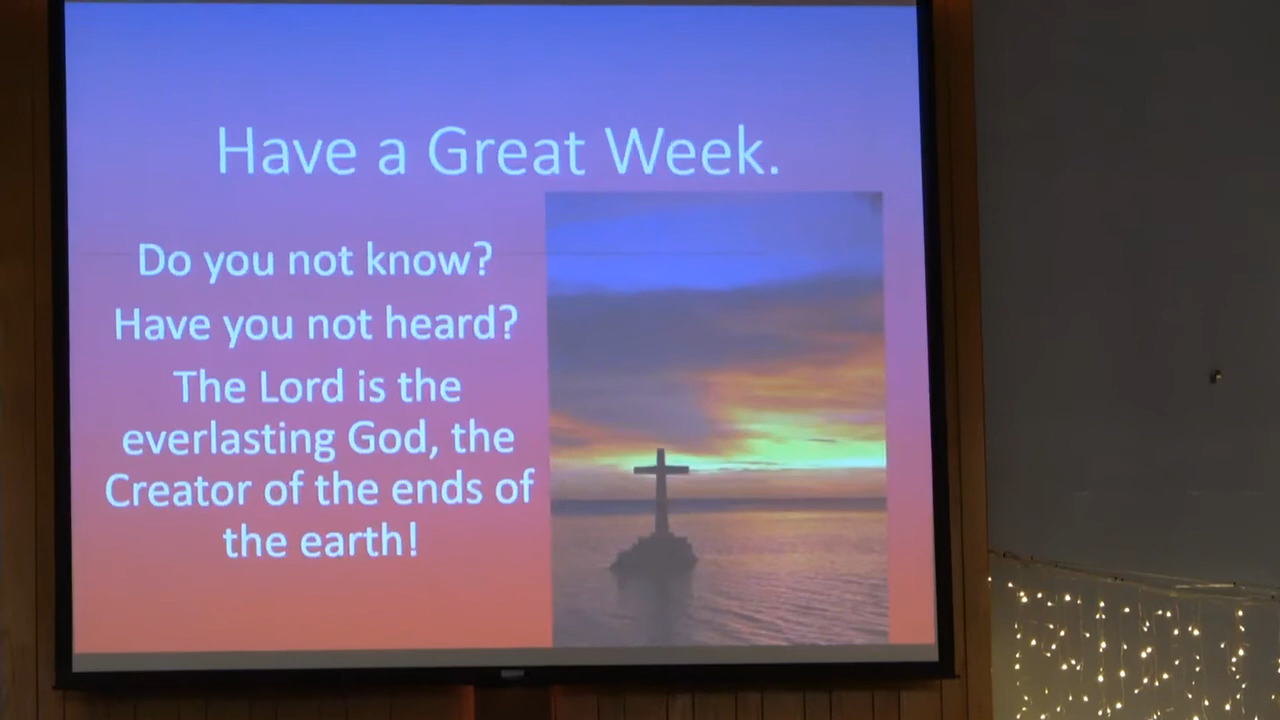 Have a Great Week.
Do you not know?
Have you not heard?
The Lord is the
everlasting God, the
Creator of the ends of
the earth!